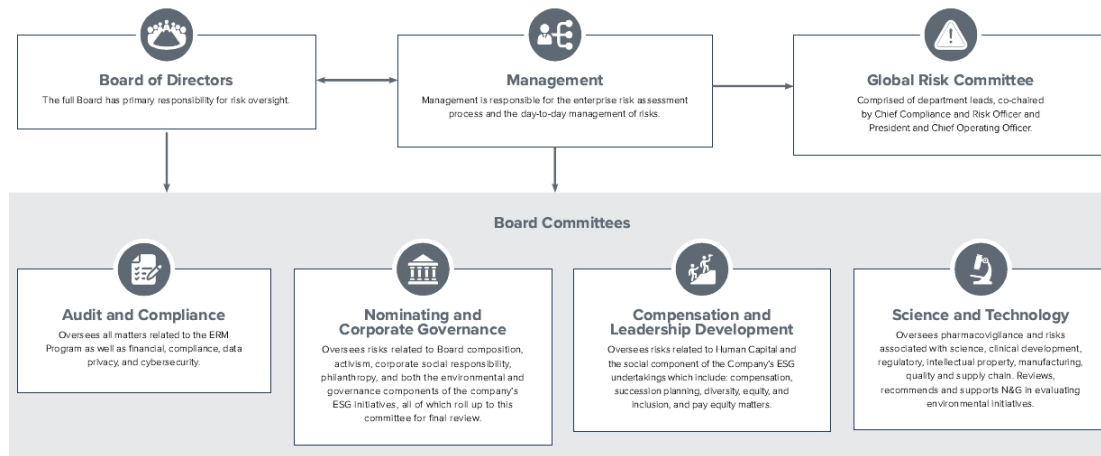 Board of Directors
The full Board has primary responsibility for risk oversight.
Management
Management is responsible for the enterprise risk assessment
process and the day-to-day management of risks.
Global Risk Committee
Comprised of department leads, co-chaired
by Chief Compliance and Risk Officer and
President and Chief Operating Officer.
Board Committees
Audit and Compliance
Oversees all matters related to the ERM
Program as well as financial, compliance, data
privacy, and cybersecurity.
Nominating and
Corporate Governance
Oversees risks related to Board composition,
activism, corporate social responsibility,
philanthropy, and both the environmental and
governance components of the company's
ESG initiatives, all of which roll up to this
committee for final review.
Compensation and
Leadership Development
Oversees risks related to Human Capital and
the social component of the Company's ESG
undertakings which include: compensation,
succession planning, diversity, equity, and
inclusion, and pay equity matters.
Science and Technology
Oversees pharmacovigilance and risks
associated with science, clinical development,
regulatory, intellectual property, manufacturing,
quality and supply chain. Reviews,
recommends and supports N&G in evaluating
environmental initiatives.